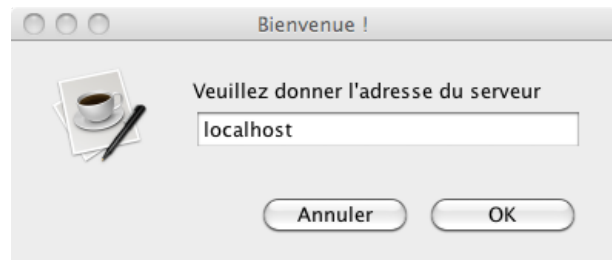 Bienvenue !
Veuillez donner l'adresse du serveur
localhost
Annuler
OK